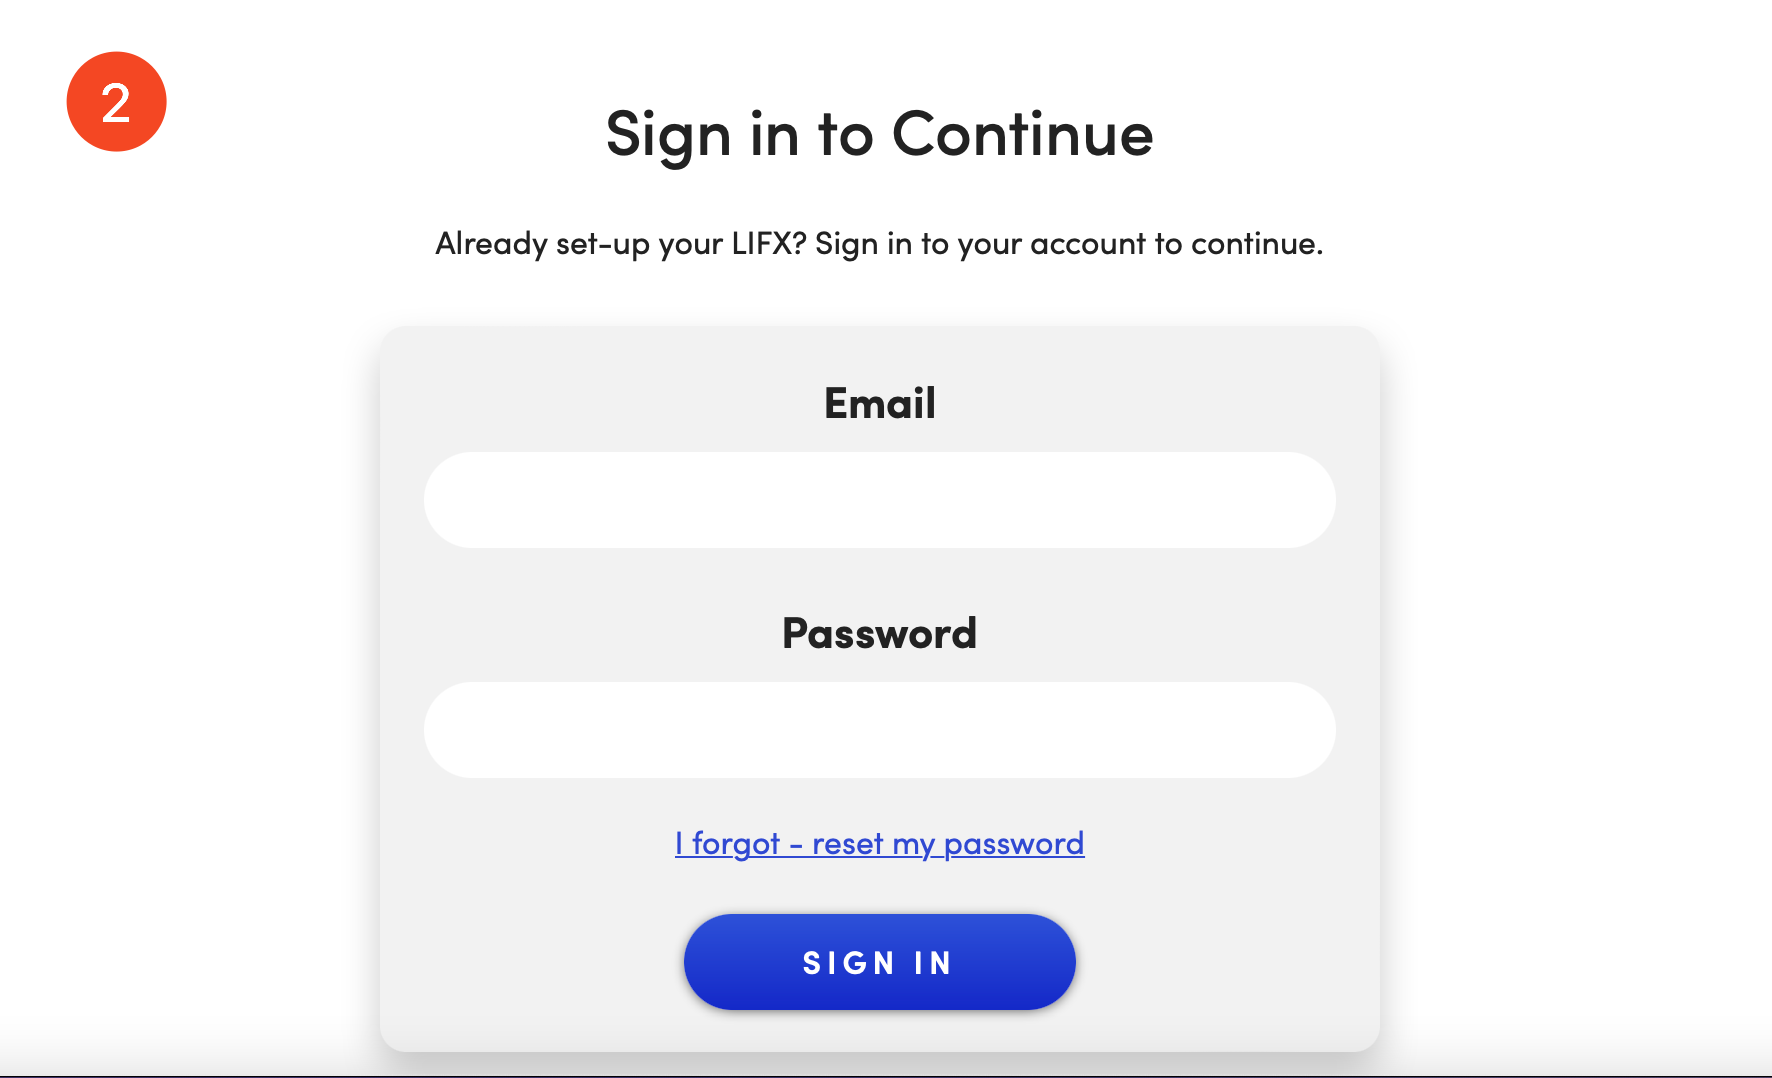 2
Sign in to Continue
Already set-up your LIFX? Sign in to your account to continue.
Email
Password
I forgot - reset my password
SIGN IN